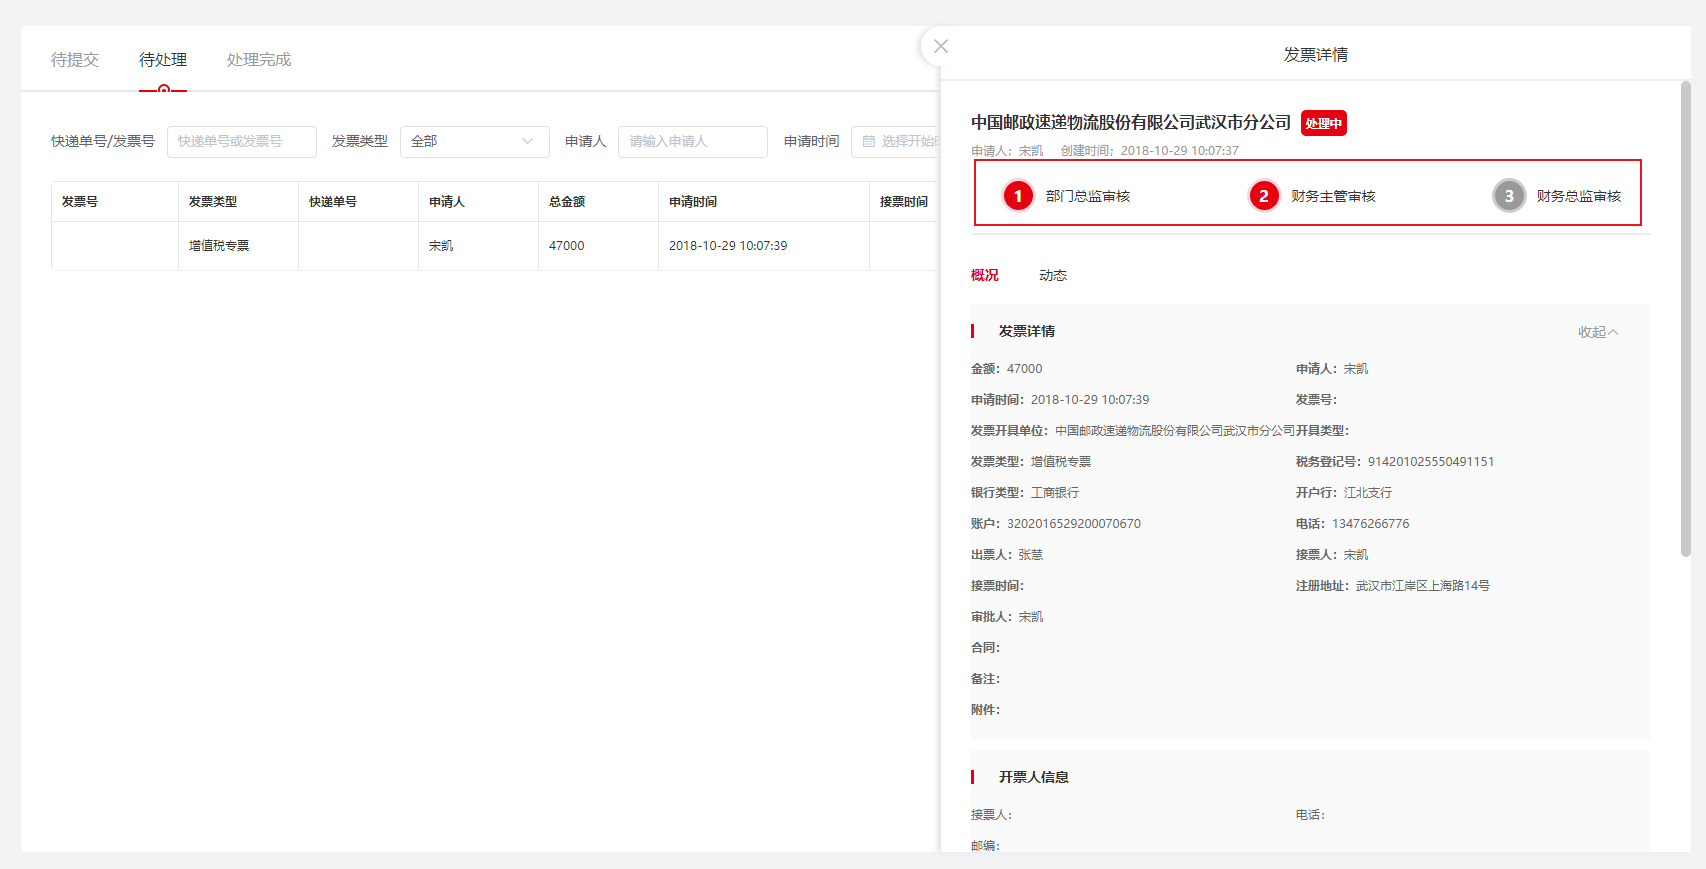 待提交 待处理 处理完成
快递单号/发票号 快递单号或发票号 发票类型 全部 申请人 请输入申请人 申请时间 选择开始
发票号 发票类型 快递单号 申请人 总金额 申请时间 接票时间
增值税专票 宋凯 47000 2018-10-29 10:07:39
发票详情
中国邮政速递物流股份有限公司武汉市分公司 处理中
申请人：宋凯 创建时间：2018-10-29 10:07:37
1 部门总监审核 2 财务主管审核 3 财务总监审核
概况 动态
发票详情 收起
金额：47000 申请人：宋凯
申请时间：2018-10-29 10:07:39 发票号：
发票开具单位：中国邮政速递物流股份有限公司武汉市分公司 开具类型：
发票类型：增值税专票 税务登记号：914201025550491151
银行类型：工商银行 开户行：江北支行
账户：3202016529200070670 电话：13476266776
出票人：张慧 接票人：宋凯
接票时间： 注册地址：武汉市江岸区上海路14号
审批人：宋凯
合同：
备注：
附件：
开票人信息
接票人： 电话：
邮编：